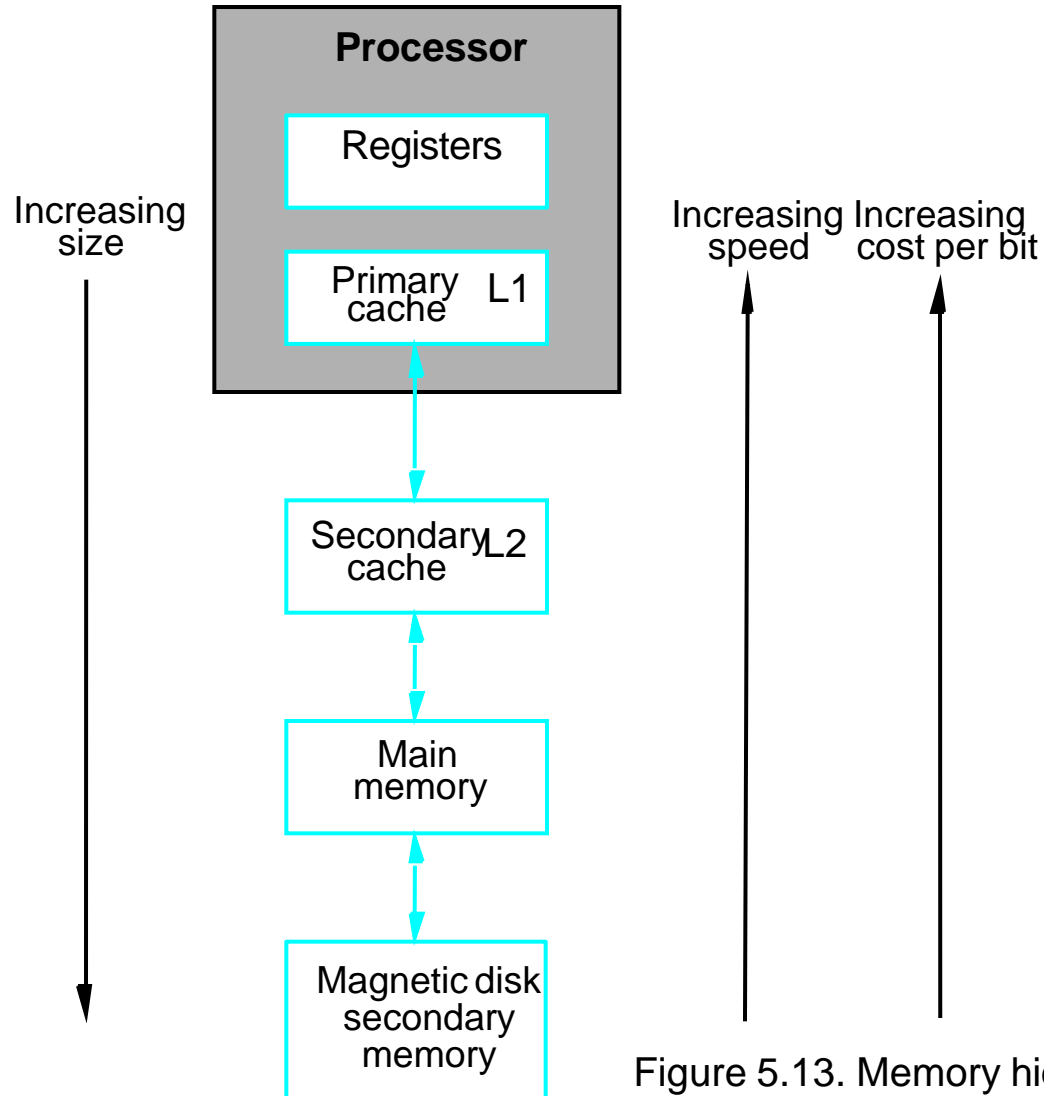 Processor
Registers
Increasing
size
Increasing
speed
Increasing
cost per bit
Primary
cache
L1
Secondary
cache
L2
Main
memory
Magnetic disk
secondary
memory
Figure 5.13. Memory